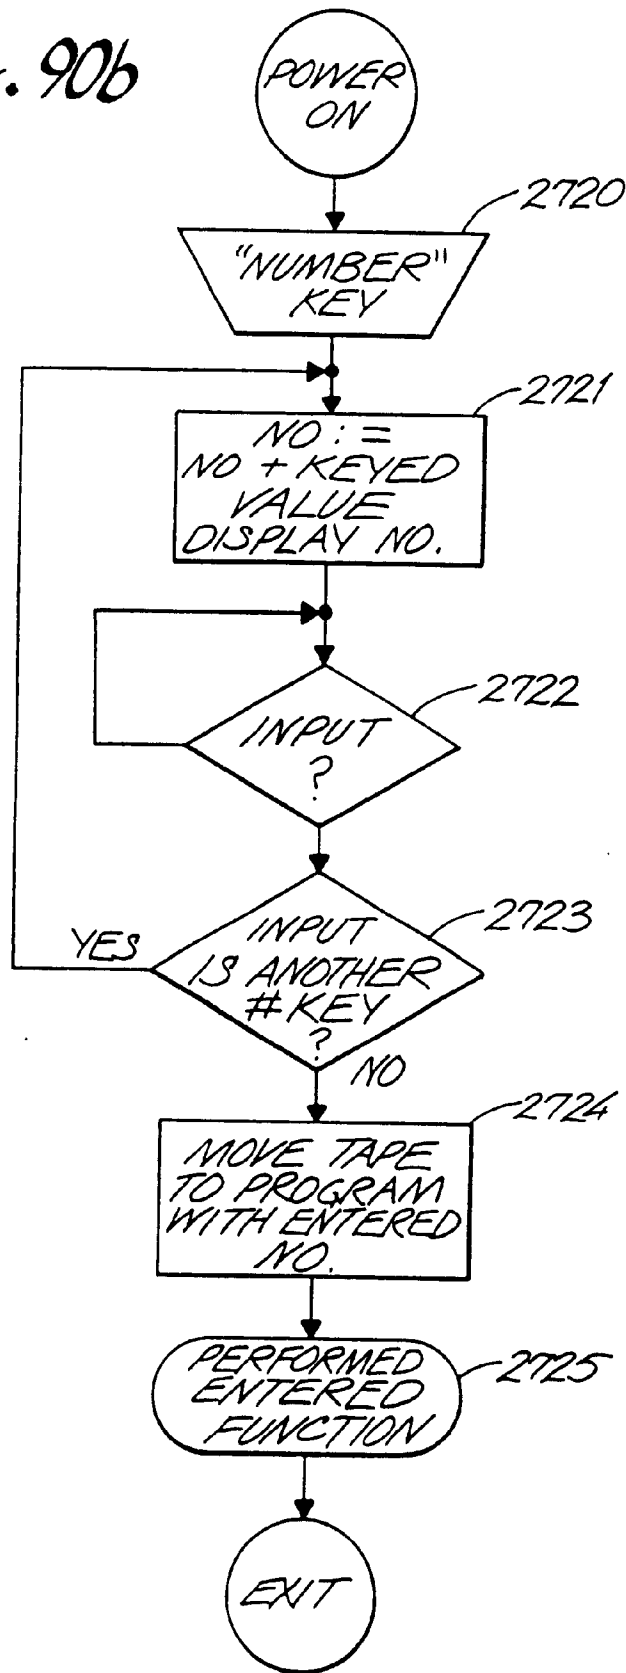 . 90b
POWER
ON
2720
"NUMBER"
KEY
2721
NO : =
NO + KEYED
VALUE
DISPLAY NO.
2722
INPUT
?
2723
INPUT
IS ANOTHER
# KEY
?
YES
NO
2724
MOVE TAPE
TO PROGRAM
WITH ENTERED
NO.
2725
PERFORMED
ENTERED
FUNCTION
EXIT